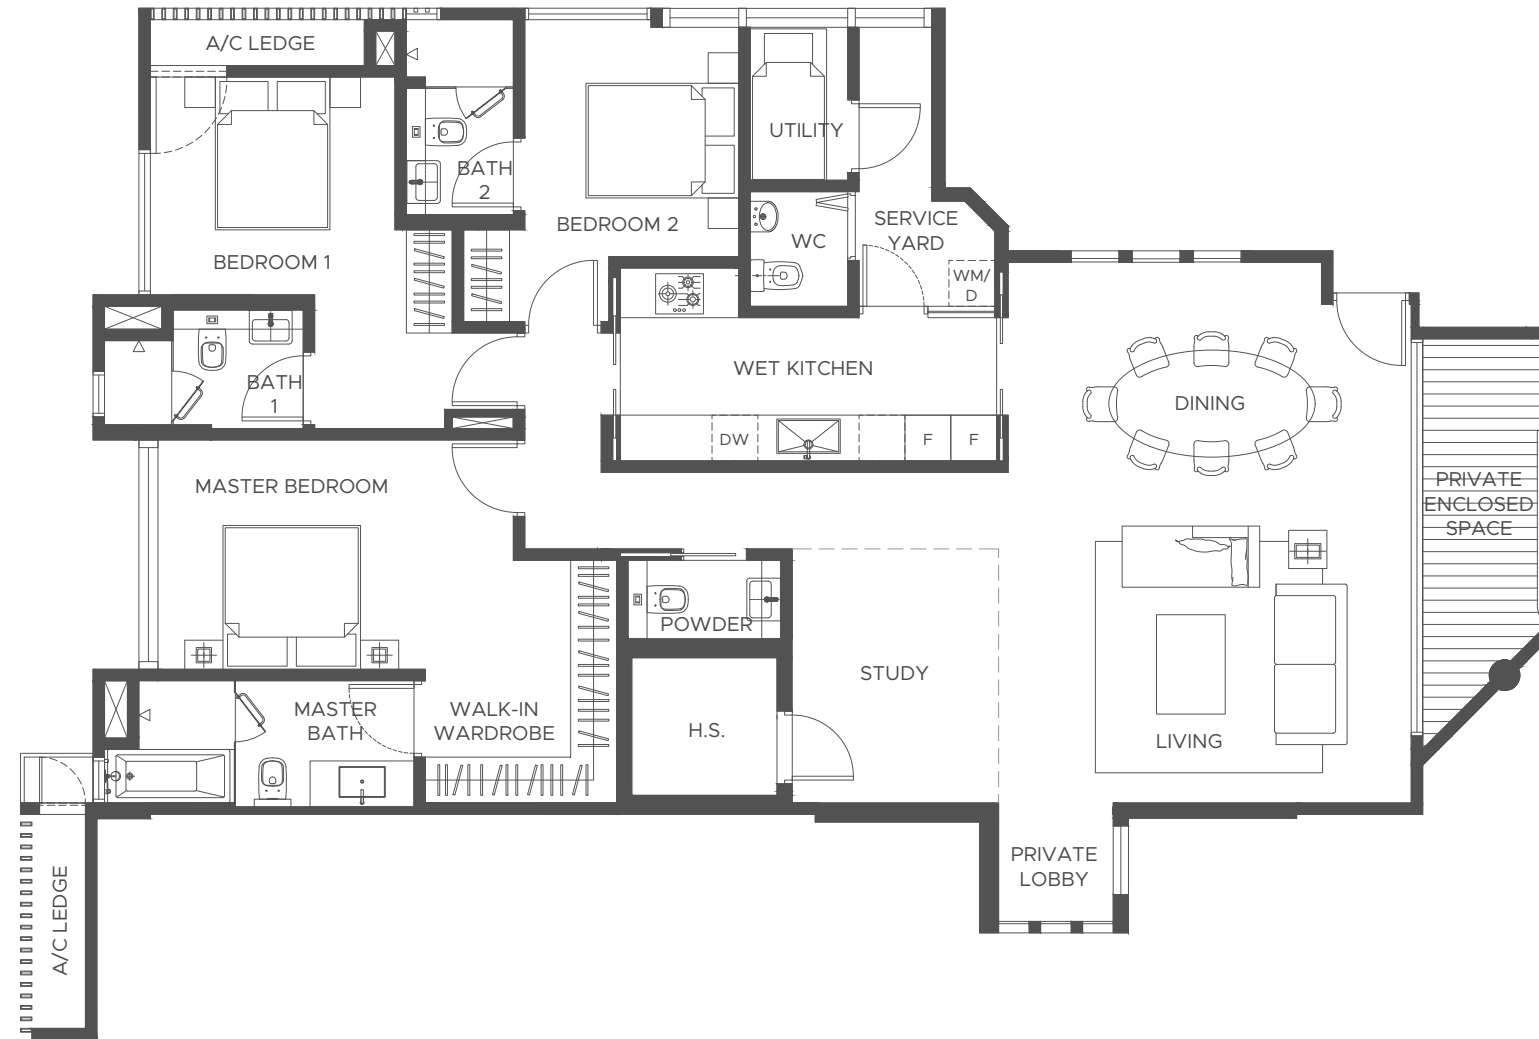 A/C LEDGE
UTILITY
BATH
2
BEDROOM 2
SERVICE
YARD
WC
BEDROOM 1
WM/
D
WET KITCHEN
BATH
1
DINING
DW
F
F
MASTER BEDROOM
PRIVATE
ENCLOSED
SPACE
POWDER
STUDY
MASTER
BATH
WALK-IN
WARDROBE
H.S.
LIVING
PRIVATE
LOBBY
A/C LEDGE